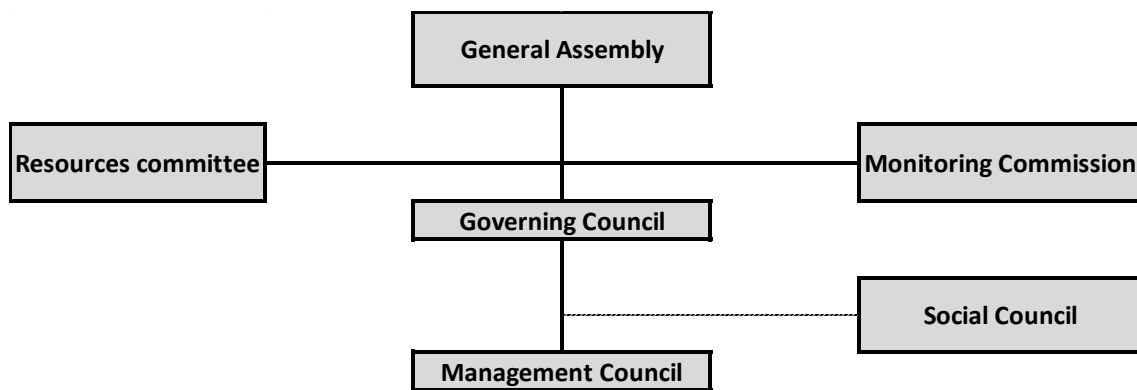 General Assembly
Resources committee
Monitoring Commission
Governing Council
Social Council
Management Council